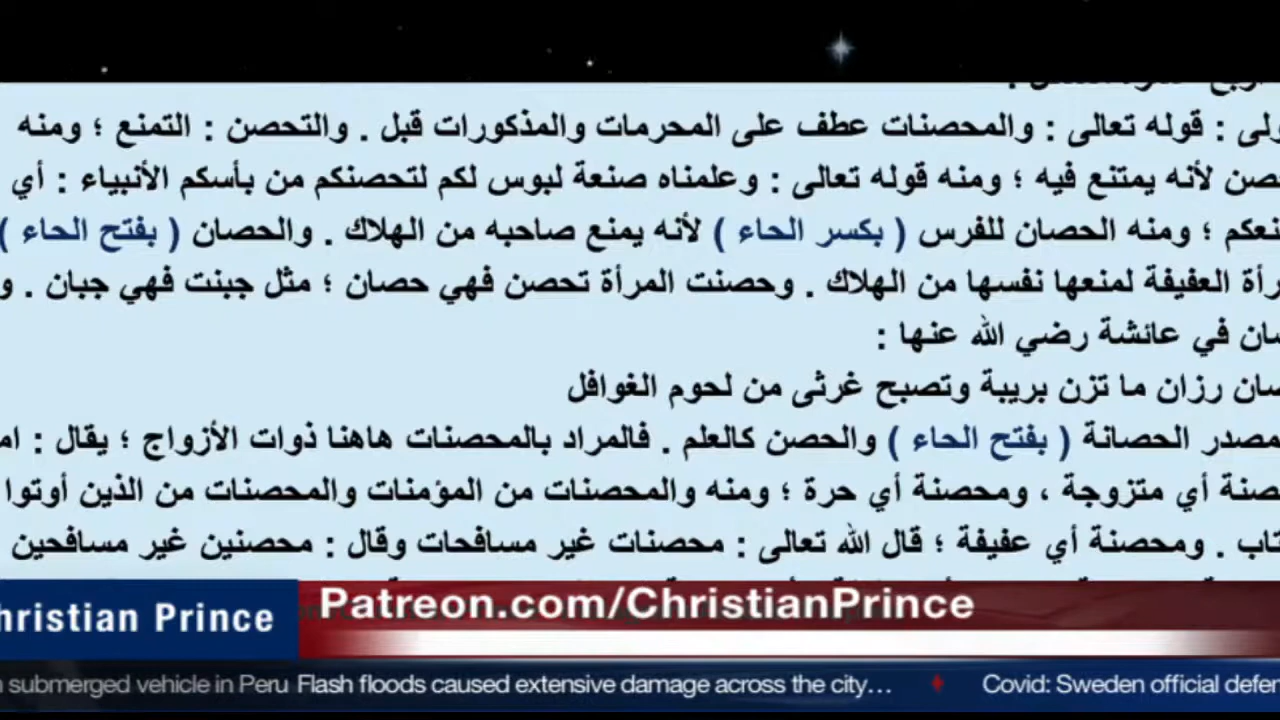 قوله تعالى : والمحصنات عطف على المحرمات والمذكورات قبل . والتحصن : التمنع ؛ ومنه
لأنه يمتنع فيه ؛ ومنه قوله تعالى : وعلمناه صنعة لبوس لكم لتحصنكم من بأسكم الأنبياء : أي
؛ ومنه الحصان للفرس ( بكسر الحاء ) لأنه يمنع صاحبه من الهلاك . والحصان ( بفتح الحاء )
العفيفة لمنعها نفسها من الهلاك . وحصنت المرأة تحصن فهي حصان ؛ مثل جبنت فهي جبان .
في عائشة رضي الله عنها :
رزان ما تزن بريبة وتصبح غرثى من لحوم الغوافل
الحصانة ( بفتح الحاء ) والحصن كالعلم . فالمراد بالمحصنات هاهنا ذوات الأزواج ؛ يقال :
أي متزوجة ، ومحصنة أي حرة ؛ ومنه والمحصنات من المؤمنات والمحصنات من الذين أوتوا
. ومحصنة أي عفيفة ؛ قال الله تعالى : محصنات غير مسافحات وقال : محصنين غير مسافحين
hristian Prince
Patreon.com/ChristianPrince
submerged vehicle in Peru Flash floods caused extensive damage across the city… Covid: Sweden official defer